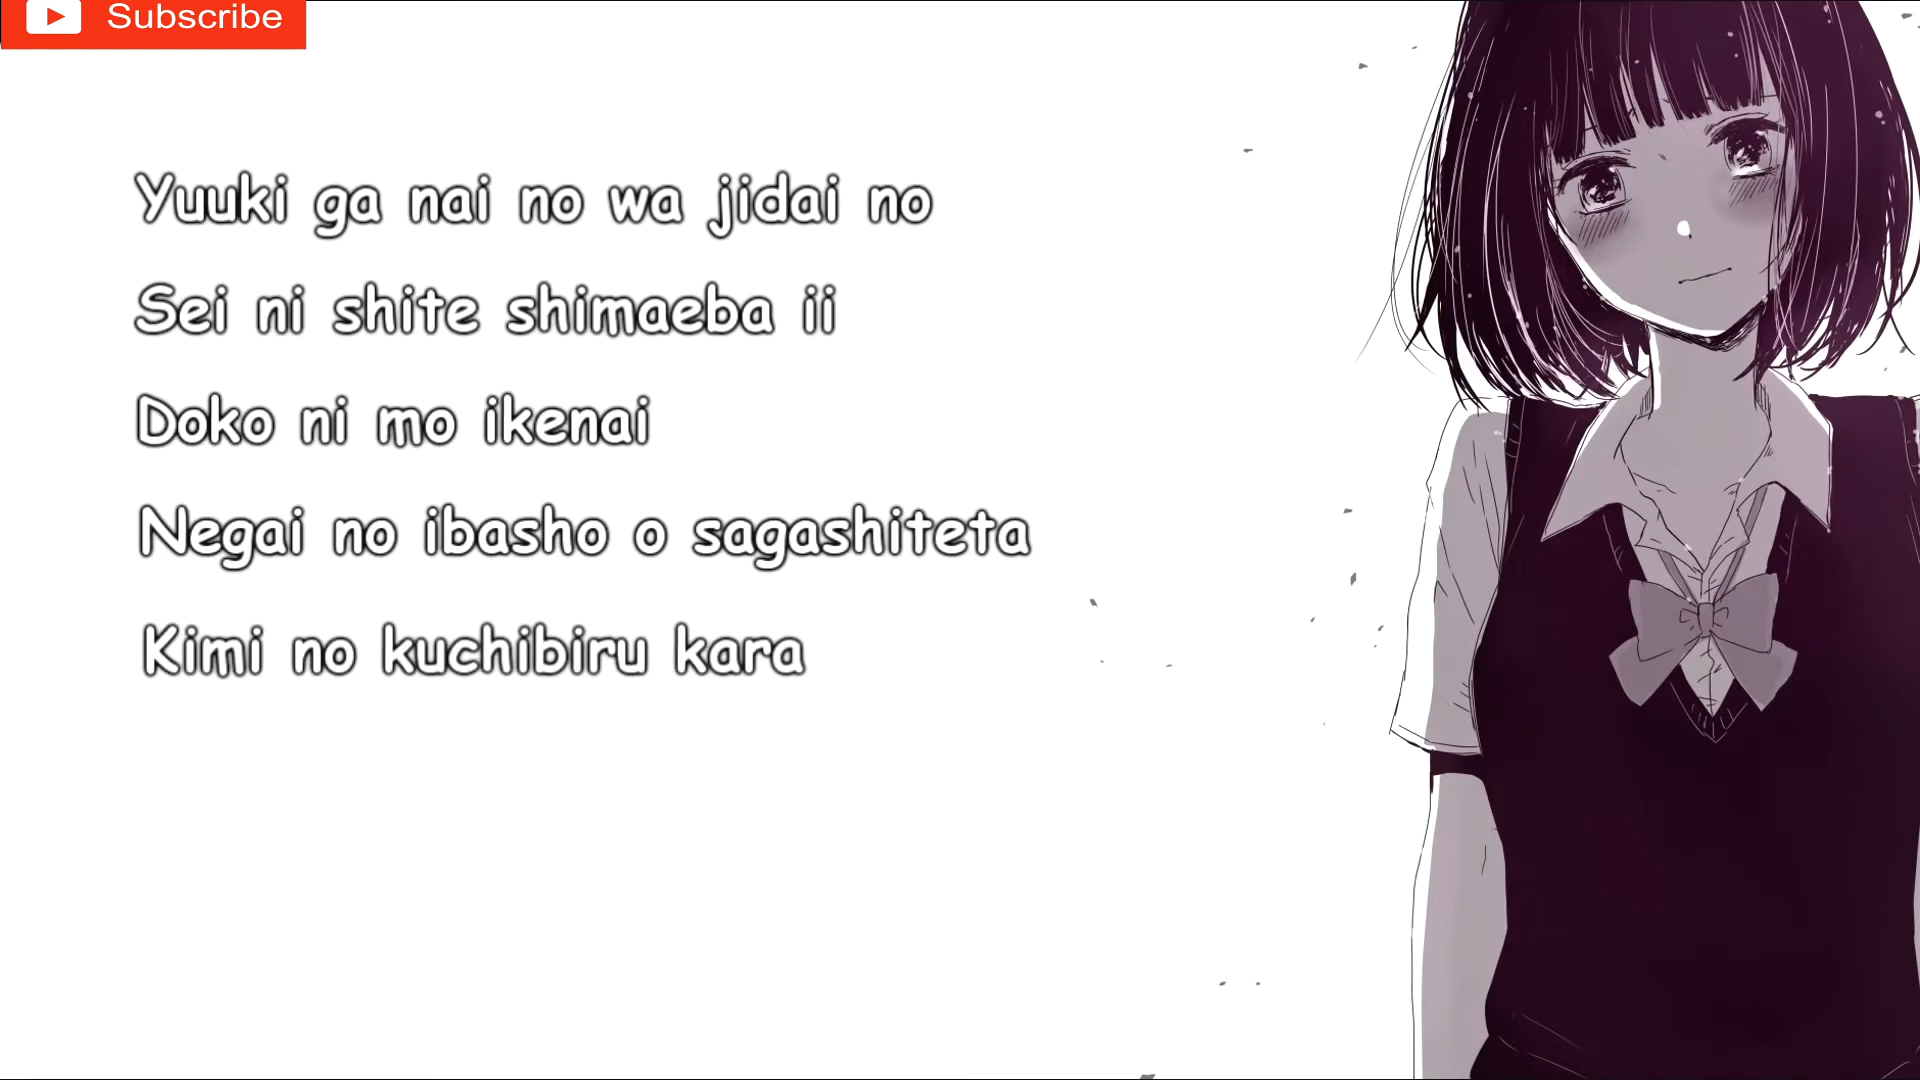 Subscribe
Yuuki ga nai no wa jidai no
Sei ni shite shimaeba ii
Doko ni mo ikenai
Negai no ibasho o sagashiteta
Kimi no kuchibiru kara